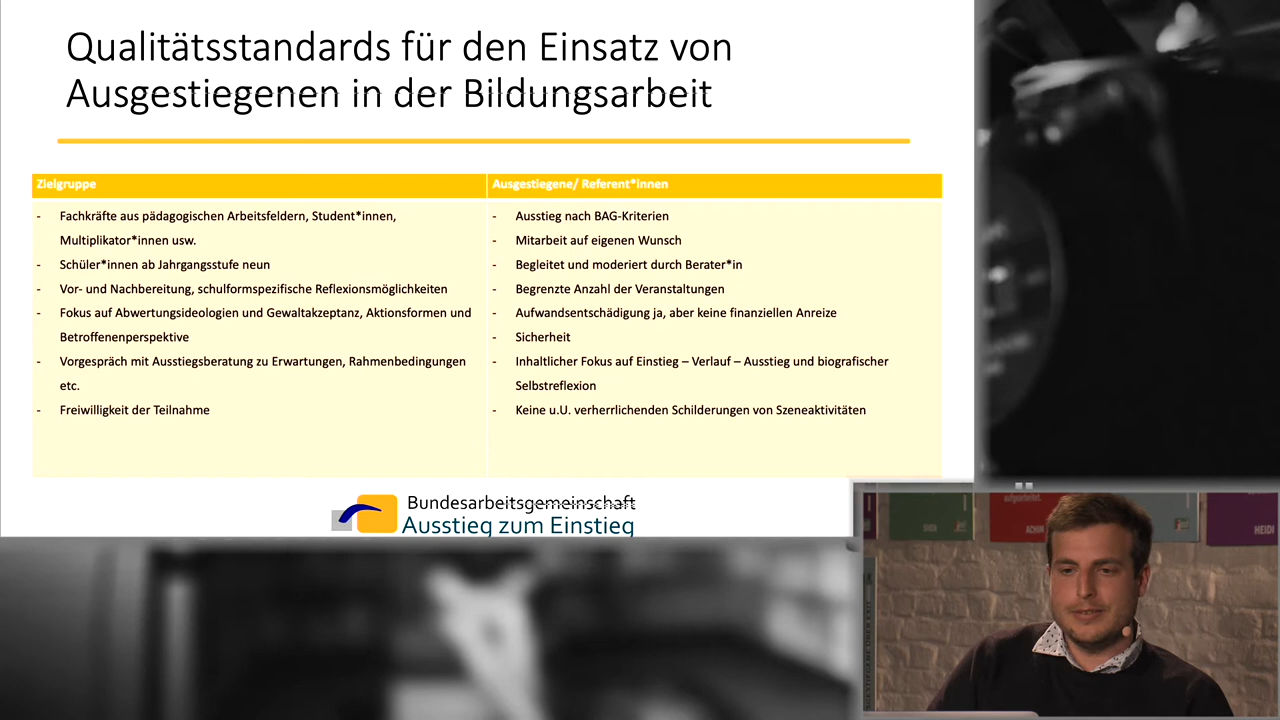 Qualitätsstandards für den Einsatz von
Ausgestiegenen in der Bildungsarbeit
Zielgruppe
- Fachkräfte aus pädagogischen Arbeitsfeldern, Student*innen,
Multiplikator*innen usw.
- Schüler*innen ab Jahrgangsstufe neun
- Vor- und Nachbereitung, schulformspezifische Reflexionsmöglichkeiten
- Fokus auf Abwertungsideologien und Gewaltakzeptanz, Aktionsformen und
Betroffenenperspektive
- Vorgespräch mit Ausstiegsberatung zu Erwartungen, Rahmenbedingungen
etc.
- Freiwilligkeit der Teilnahme
Ausgestiegene/ Referent*innen
- Ausstieg nach BAG-Kriterien
- Mitarbeit auf eigenen Wunsch
- Begleitet und moderiert durch Berater*in
- Begrenzte Anzahl der Veranstaltungen
- Aufwandsentschädigung ja, aber keine finanziellen Anreize
- Sicherheit
- Inhaltlicher Fokus auf Einstieg – Verlauf – Ausstieg und biografischer
Selbstreflexion
- Keine u.U. verherrlichenden Schilderungen von Szeneaktivitäten
Bundesarbeitsgemeinschaft
Ausstieg zum Einstieg
ACHIM
HEIDI